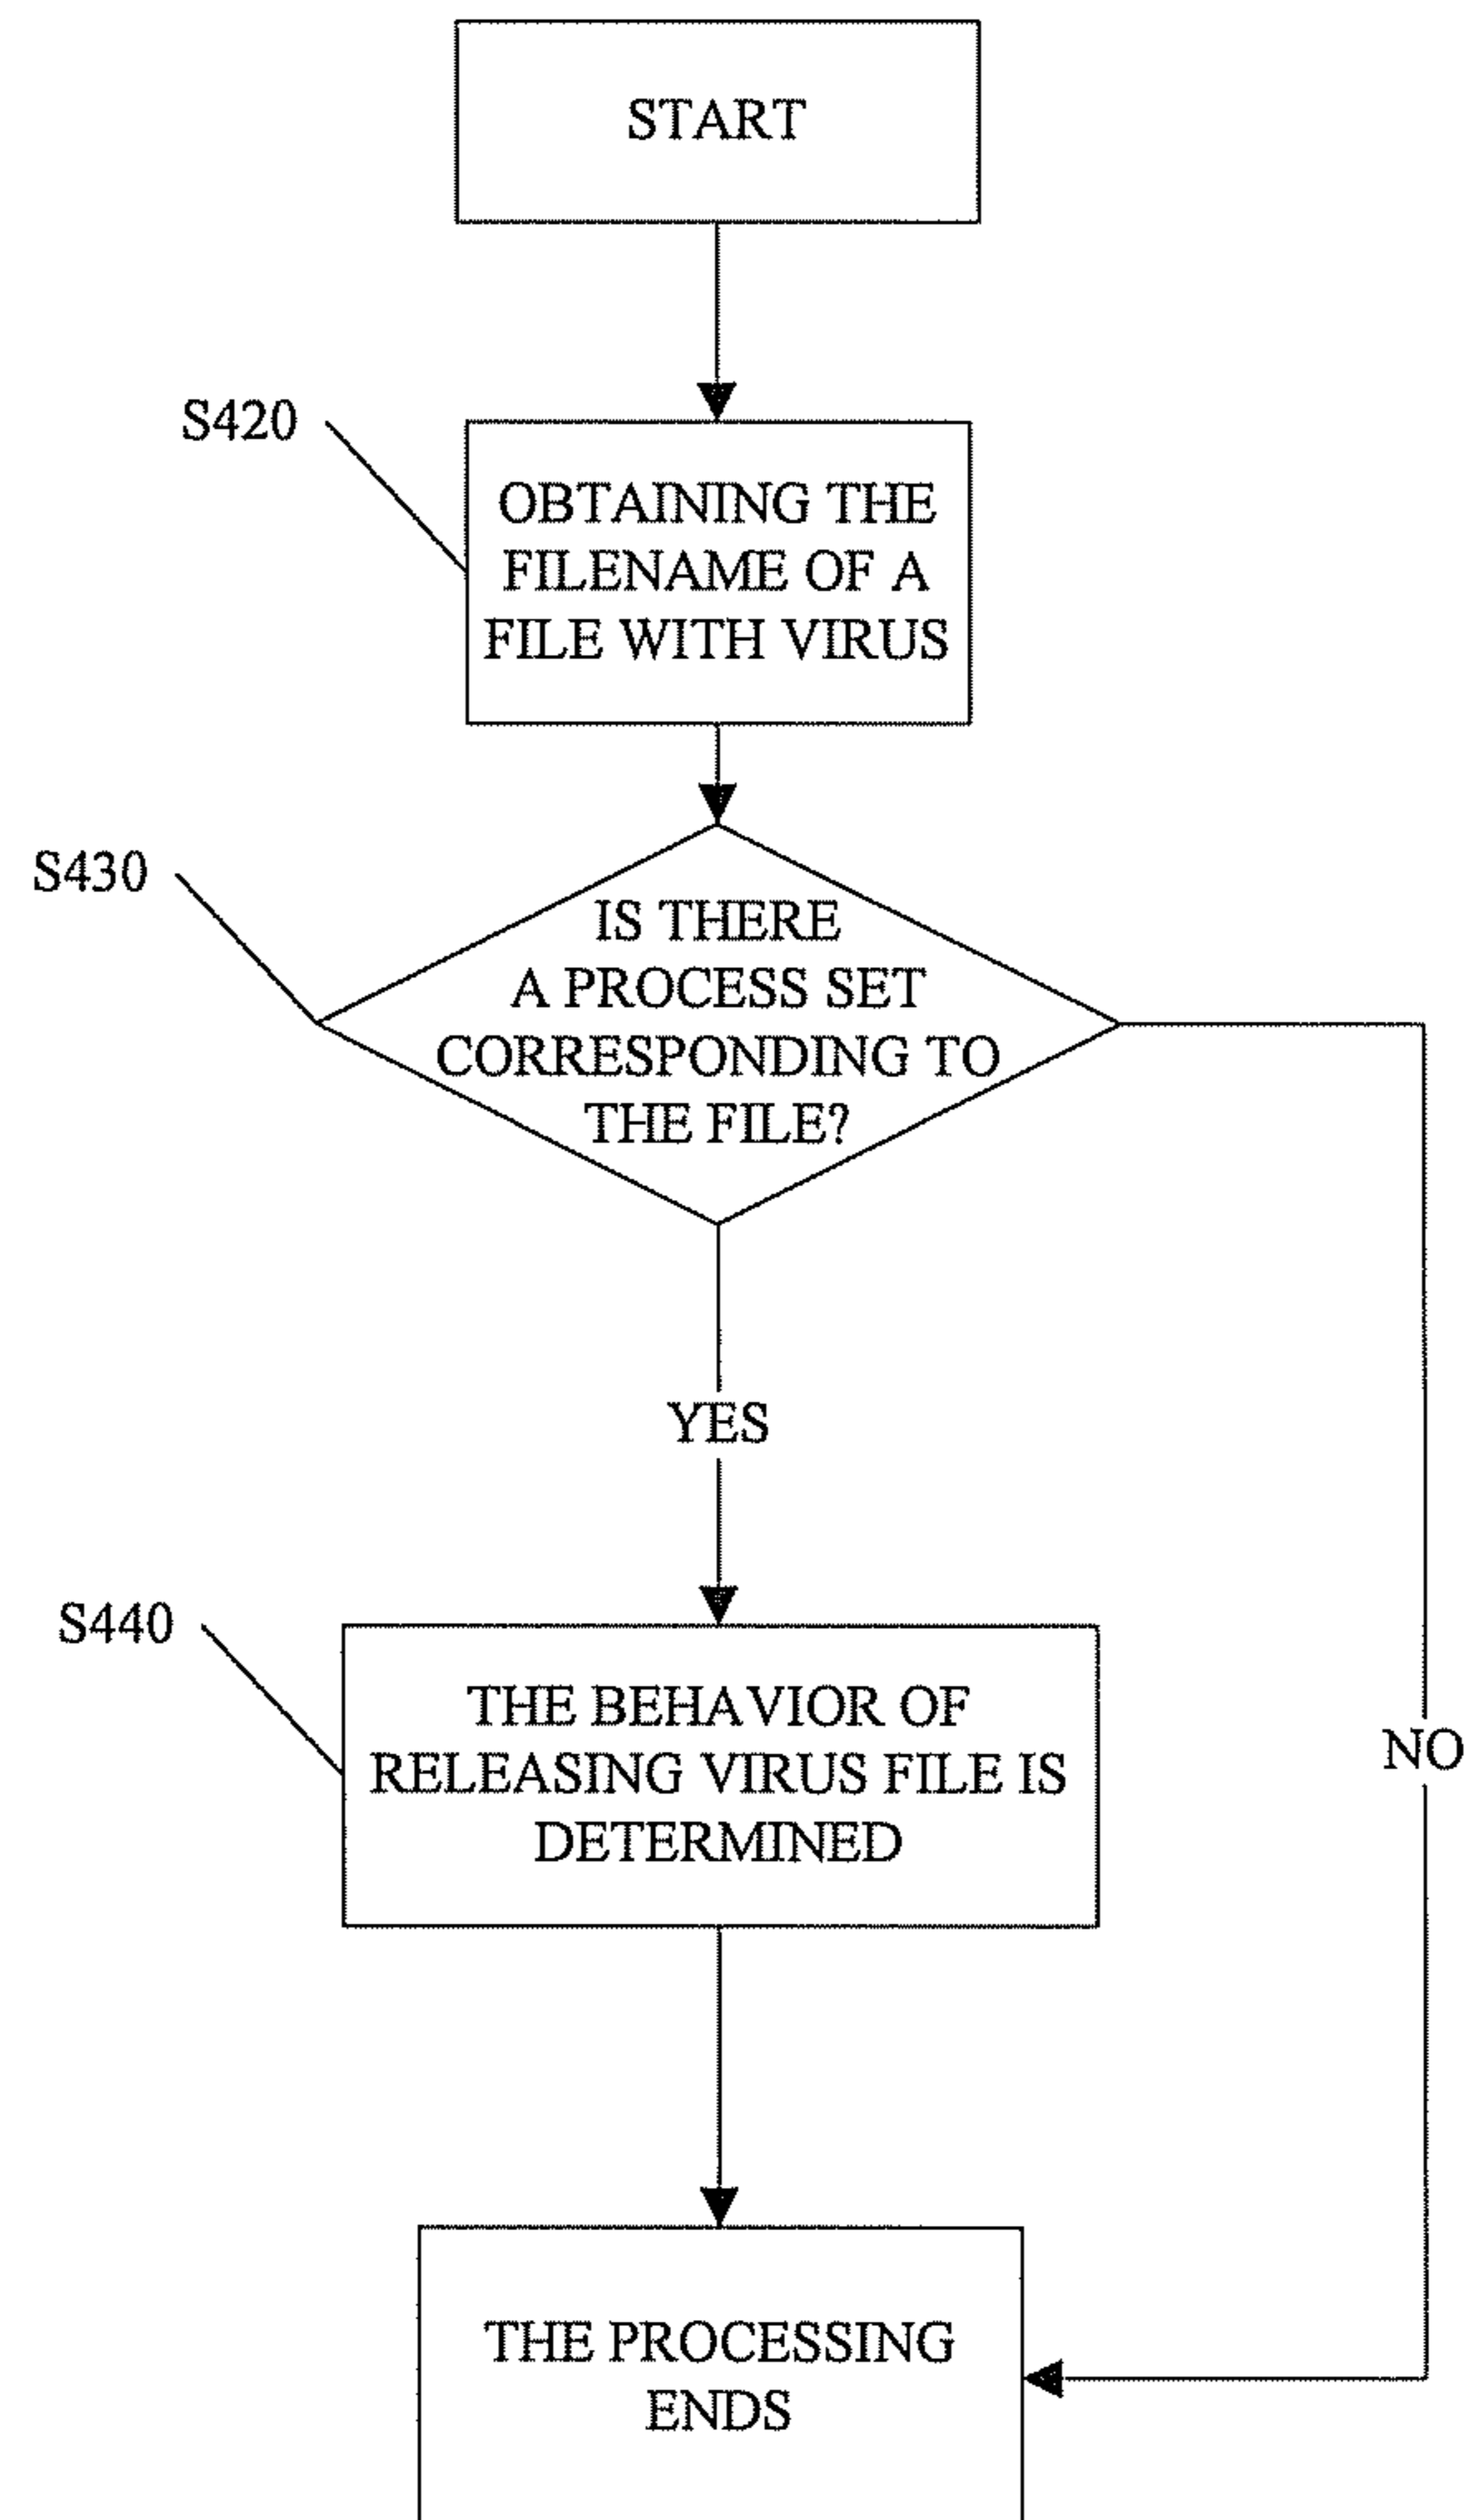 START
S420
OBTAINING THE
FILENAME OF A
FILE WITH VIRUS
S430
IS THERE
A PROCESS SET
CORRESPONDING TO
THE FILE?
YES
S440
THE BEHAVIOR OF
RELEASING VIRUS FILE IS
DETERMINED
NO
THE PROCESSING
ENDS